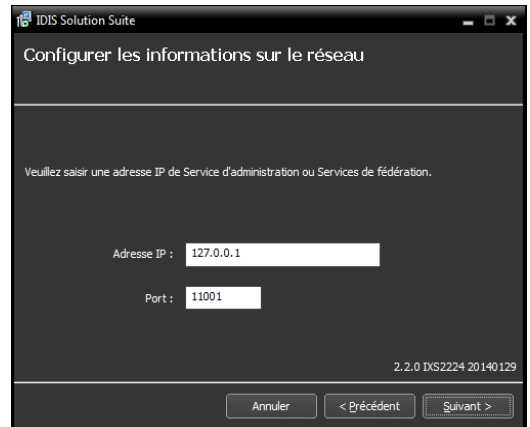 IDIS Solution Suite
Configurer les informations sur le réseau
Veuillez saisir une adresse IP de Service d'administration ou Services de fédération.
Adresse IP : 127.0.0.1
Port : 11001
2.2.0 IXS2224 20140129
Annuler < Précédent Suivant >